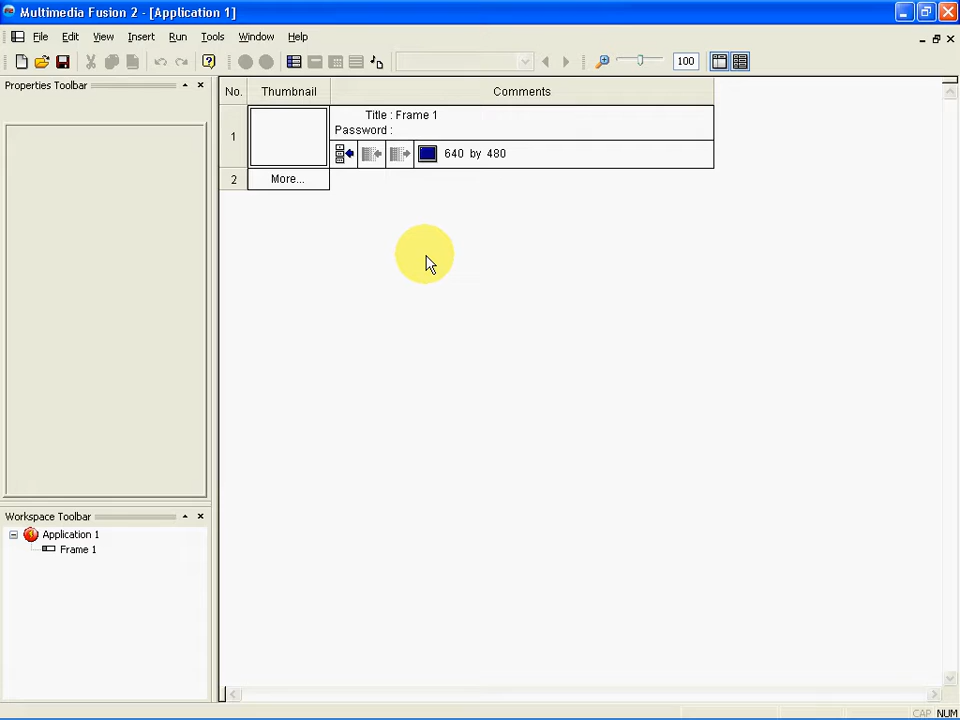 Multimedia Fusion 2 - [Application 1]
File Edit View Insert Run Tools Window Help
100
Properties Toolbar
No. Thumbnail Comments
1
Title : Frame 1
Password :
640 by 480
2 More...
Workspace Toolbar
Application 1
Frame 1
CAP NUM